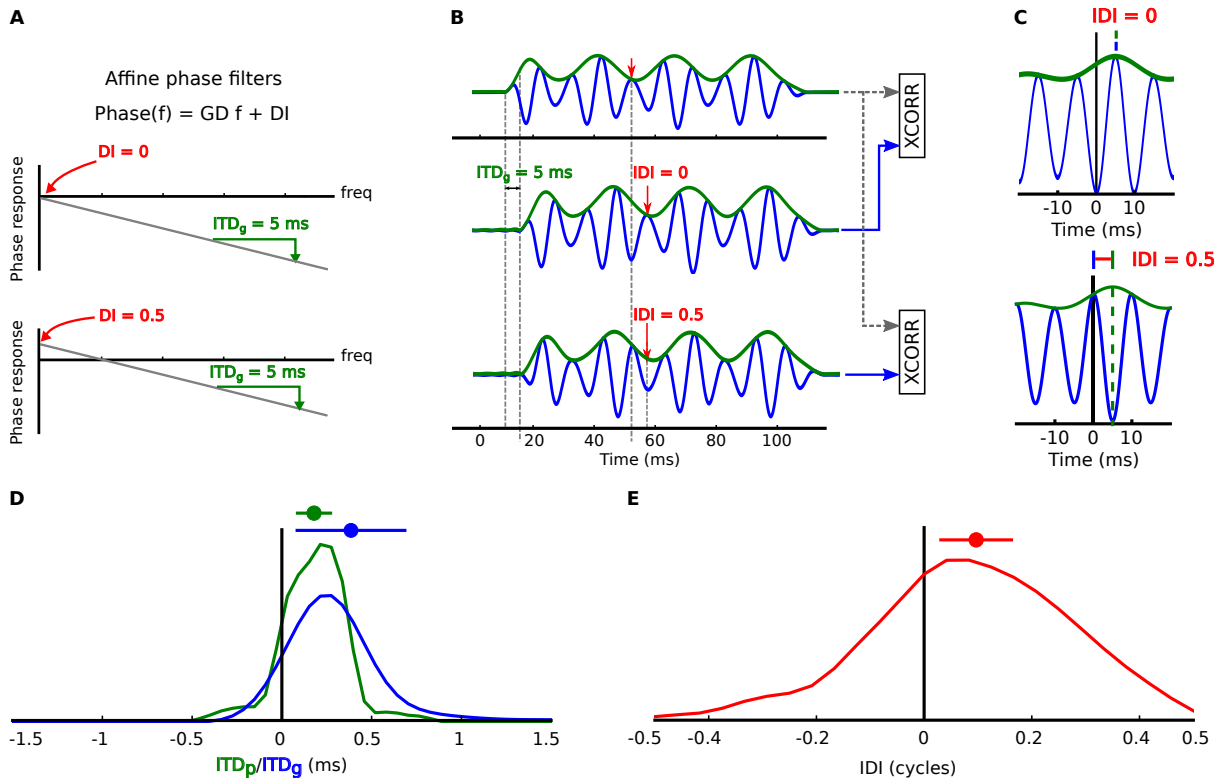 A
Affine phase filters
Phase(f) = GD f + DI
DI = 0
freq
ITDg = 5 ms
Phase response
DI = 0.5
freq
ITDg = 5 ms
Phase response
B
XCORR
ITDg = 5 ms
IDI = 0
IDI = 0.5
XCORR
0 20 40 60 80 100
Time (ms)
C
IDI = 0
-10 0 10
Time (ms)
IDI = 0.5
-10 0 10
Time (ms)
D
-1.5 -1 -0.5 0 0.5 1 1.5
ITDp/ITDg (ms)
E
-0.5 -0.4 -0.2 0 0.2 0.4 0.5
IDI (cycles)